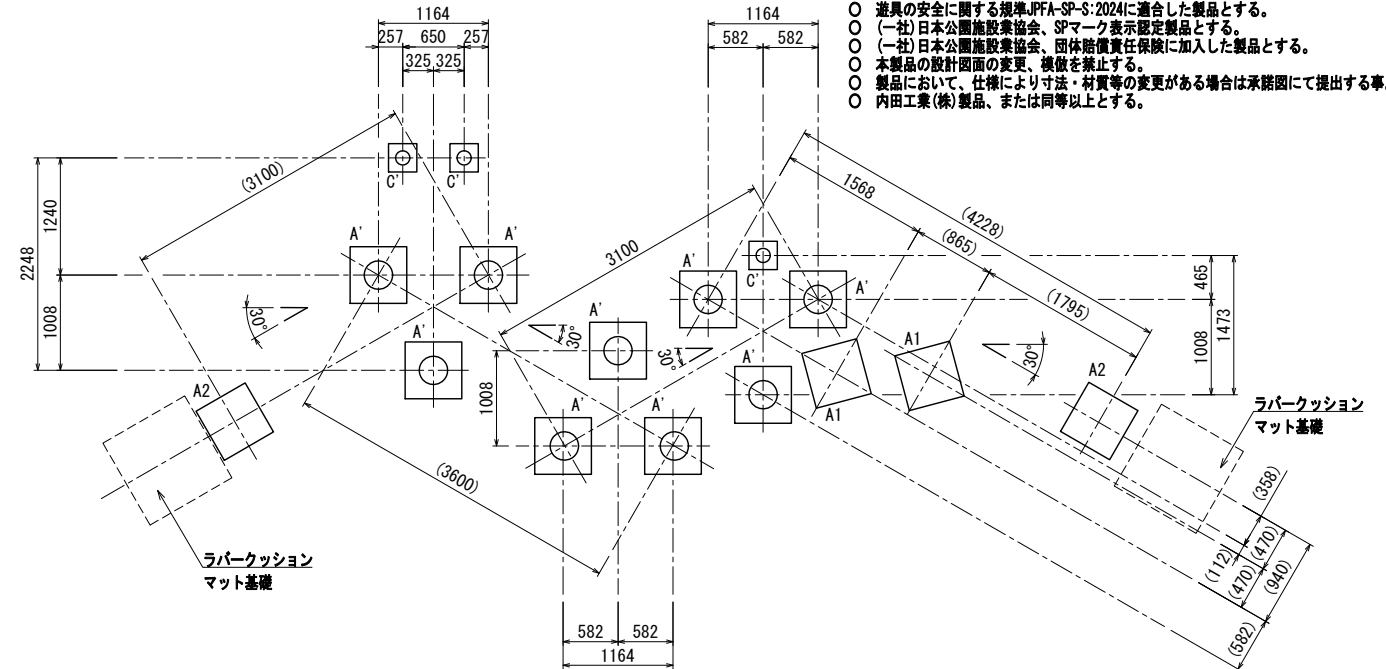 ○ 遊具の安全に関する規準JPFA-SP-S:2024に適合した製品とする。
○ (一社)日本公園施設業協会、SPマーク表示認定製品とする。
○ (一社)日本公園施設業協会、団体賠償責任保険に加入した製品とする。
○ 本製品の設計図面の変更、模倣を禁止する。
○ 製品において、仕様により寸法・材質等の変更がある場合は承諾図にて提出する事。
○ 内田工業(株)製品、または同等以上とする。
1164
257 650 257
325 325
1164
582 582
C' C'
(3100)
2248
1240
1008
A' A'
A'
30°
A2
ラバークッション
マット基礎
(3600)
3100
A'
30°
30°
1008
A' A'
582 582
1164
A'
C'
A'
A'
1568
(865)
(4228)
(1795)
A1
A1
30°
A2
465
1008
1473
ラバークッション
マット基礎
(358)
(112)
(470)
(470)
(940)
(582)